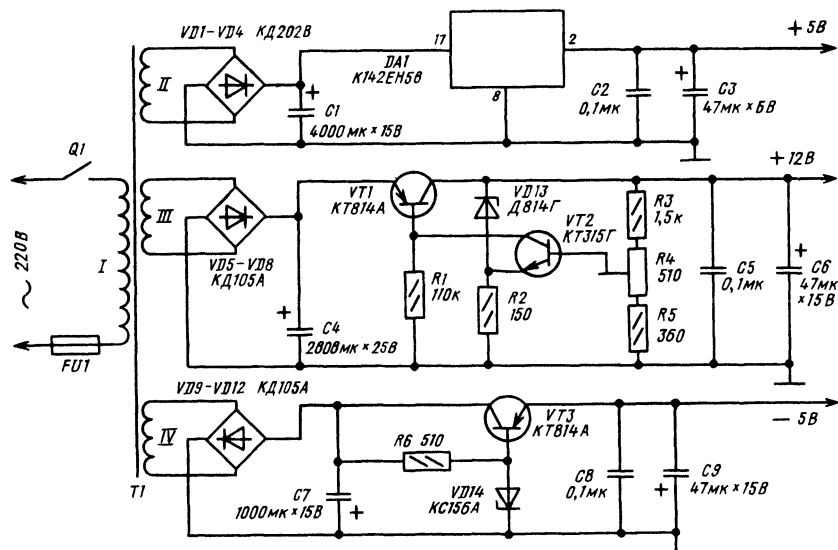 VD1-VD4 КД202В
II
+
C1
4000 мк × 15В
17
DA1
К142ЕН5В
8
2
C2
0,1мк
+
C3
47мк × 6В
+ 5В
Q1
~ 220В
FU1
I
T1
III
VD5-VD8
КД105А
+
C4
2808мк × 25В
VT1
КТ814А
R1
110к
VD13
Д814Г
R2
150
VT2
КТ315Г
R3
1,5к
R4
510
R5
360
C5
0,1мк
+
C6
47мк
× 15В
+12В
VD9-VD12 КД105А
IV
C7
1000мк × 15В
+
R6 510
VT3
КТ814А
VD14
КС156А
C8
0,1мк
+
C9
47мк × 15В
− 5В